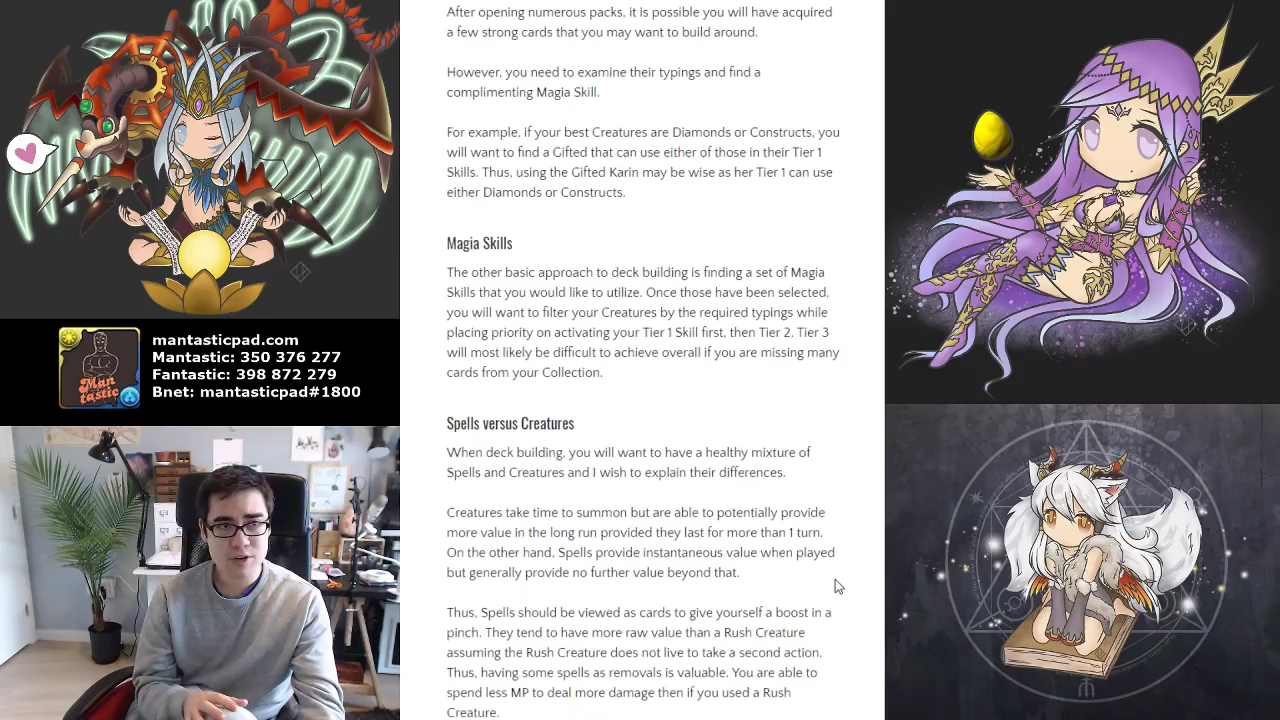 mantasticpad.com
Mantastic: 350 376 277
Fantastic: 398 872 279
Bnet: mantasticpad#1800
Man
tastic
After opening numerous packs, it is possible you will have acquired
a few strong cards that you may want to build around.
However, you need to examine their typings and find a
complimenting Magia Skill.
For example, if your best Creatures are Diamonds or Constructs, you
will want to find a Gifted that can use either of those in their Tier 1
Skills. Thus, using the Gifted Karin may be wise as her Tier 1 can use
either Diamonds or Constructs.
Magia Skills
The other basic approach to deck building is finding a set of Magia
Skills that you would like to utilize. Once those have been selected,
you will want to filter your Creatures by the required typings while
placing priority on activating your Tier 1 Skill first, then Tier 2. Tier 3
will most likely be difficult to achieve overall if you are missing many
cards from your Collection.
Spells versus Creatures
When deck building, you will want to have a healthy mixture of
Spells and Creatures and I wish to explain their differences.
Creatures take time to summon but are able to potentially provide
more value in the long run provided they last for more than 1 turn.
On the other hand, Spells provide instantaneous value when played
but generally provide no further value beyond that.
Thus, Spells should be viewed as cards to give yourself a boost in a
pinch. They tend to have more raw value than a Rush Creature
assuming the Rush Creature does not live to take a second action.
Thus, having some spells as removals is valuable. You are able to
spend less MP to deal more damage then if you used a Rush
Creature.